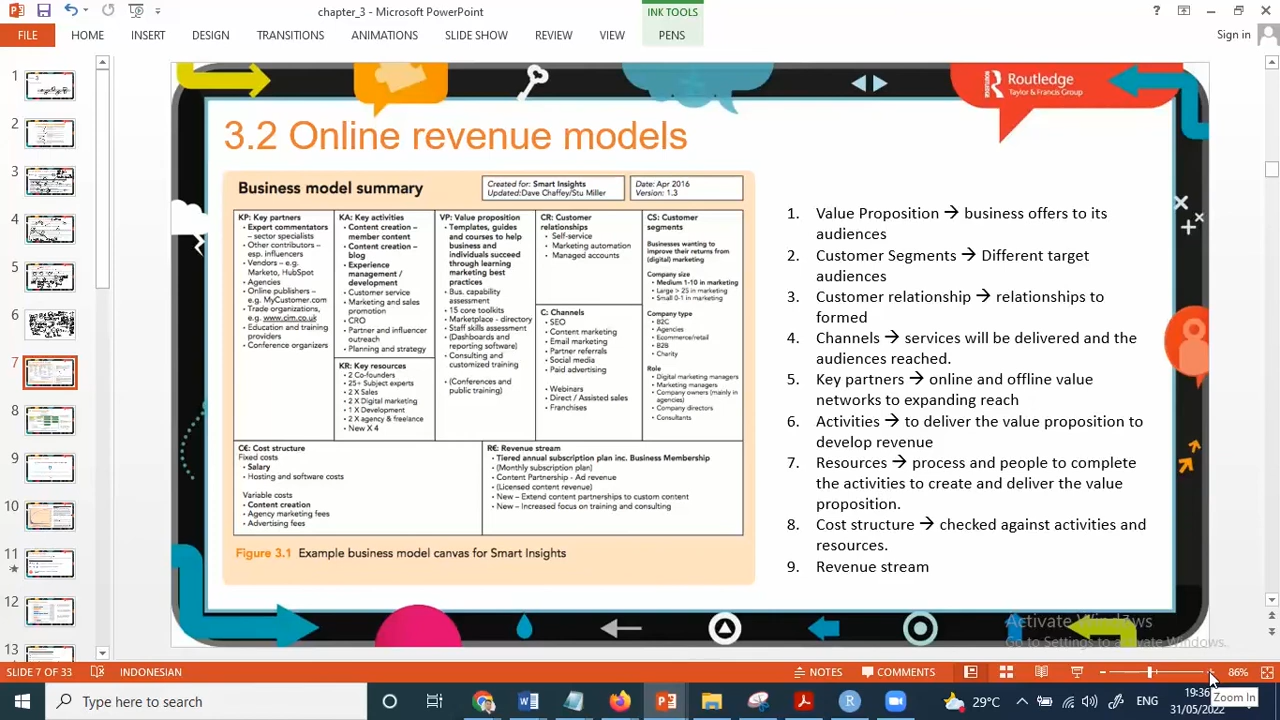 chapter_3 - Microsoft PowerPoint
INK TOOLS
?
FILE
HOME
INSERT
DESIGN
TRANSITIONS
ANIMATIONS
SLIDE SHOW
REVIEW
VIEW
PENS
Sign in
1
2
3
4
5
6
7
8
9
10
11
12
13
Routledge
Taylor & Francis Group
3.2 Online revenue models
Business model summary
Created for: Smart Insights
Updated:Dave Chaffey/Stu Miller
Date: Apr 2016
Version: 1.3
KP: Key partners
• Expert commentators
– sector specialists
• Other contributors –
esp. influencers
• Vendors – e.g.
Marketo, HubSpot
• Agencies
• Online publishers –
e.g. MyCustomer.com
• Trade organizations,
e.g. www.cim.co.uk
• Education and training
providers
• Conference organizers
KA: Key activities
• Content creation –
member content
• Content creation –
blog
• Experience
management /
development
• Customer service
• Marketing and sales
promotion
• CRO
• Partner and influencer
outreach
• Planning and strategy
KR: Key resources
• 2 Co-founders
• 25+ Subject experts
• 2 X Sales
• 2 X Digital marketing
• 1 X Development
• 2 X agency & freelance
• New X 4
VP: Value proposition
• Templates, guides
and courses to help
business and
individuals succeed
through learning
marketing best
practices
• Bus. capability
assessment
• 15 core toolkits
• Marketplace - directory
• Staff skills assessment
• (Dashboards and
reporting software)
• Consulting and
customized training
• (Conferences and
public training)
CR: Customer
relationships
• Self-service
• Marketing automation
• Managed accounts
C: Channels
• SEO
• Content marketing
• Email marketing
• Partner referrals
• Social media
• Paid advertising
• Webinars
• Direct / Assisted sales
• Franchises
CS: Customer
segments
Businesses wanting to
improve their returns from
(digital) marketing
Company size
• Medium 1-10 in marketing
• Large > 25 in marketing
• Small 0-1 in marketing
Company type
• B2C
• Agencies
• Ecommerce/retail
• B2B
• Charity
Role
• Digital marketing managers
• Marketing managers
• Company owners (mainly in
agencies)
• Company directors
• Consultants
C€: Cost structure
Fixed costs
• Salary
• Hosting and software costs
Variable costs
• Content creation
• Agency marketing fees
• Advertising fees
R€: Revenue stream
• Tiered annual subscription plan inc. Business Membership
• (Monthly subscription plan)
• Content Partnership - Ad revenue
• (Licensed content revenue)
• New – Extend content partnerships to custom content
• New – Increased focus on training and consulting
Figure 3.1 Example business model canvas for Smart Insights
1. Value Proposition → business offers to its
audiences
2. Customer Segments → Different target
audiences
3. Customer relationship → relationships to
formed
4. Channels → services will be delivered and the
audiences reached.
5. Key partners → online and offline value
networks to expanding reach
6. Activities → to deliver the value proposition to
develop revenue
7. Resources → process and people to complete
the activities to create and deliver the value
proposition.
8. Cost structure → checked against activities and
resources.
9. Revenue stream
Activate Windows
Go to Settings to activate Windows.
SLIDE 7 OF 33
INDONESIAN
NOTES
COMMENTS
86%
Type here to search
29°C
ENG
19:36
31/05/2022
Zoom In